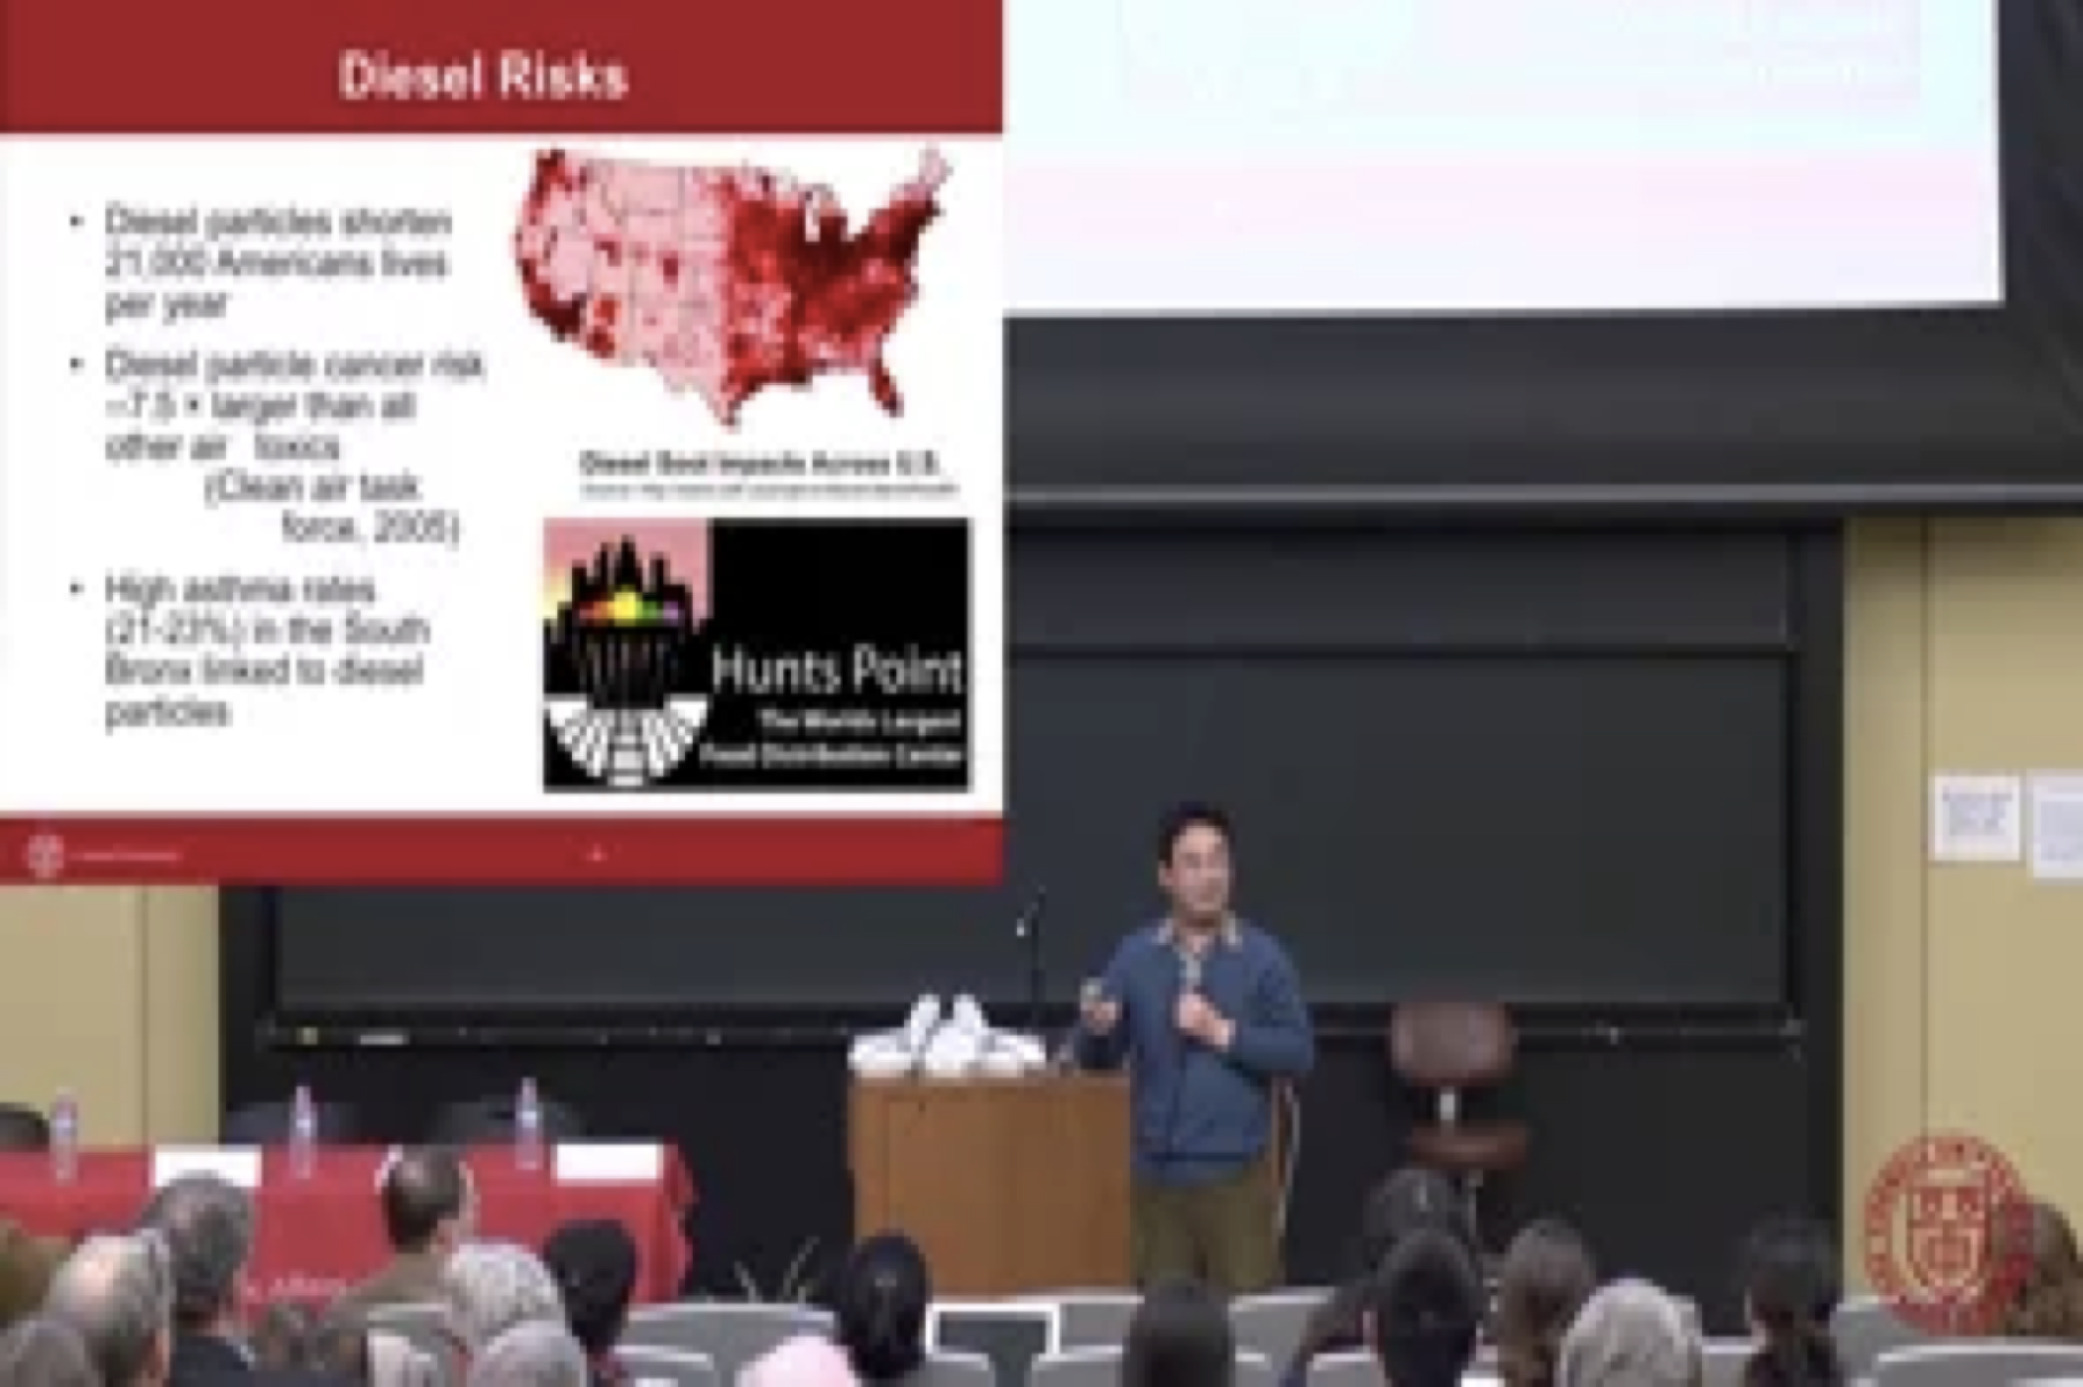 Diesel Risks
• Diesel particles shorten
21,000 Americans lives
per year
• Diesel particle cancer risk
~7.5 × larger than all
other air toxics
(Clean air task
force, 2005)
• High asthma rates
(21-23%) in the South
Bronx linked to diesel
particles
Diesel Soot Impacts Across U.S.
Hunts Point
The Worlds Largest
Food Distribution Center